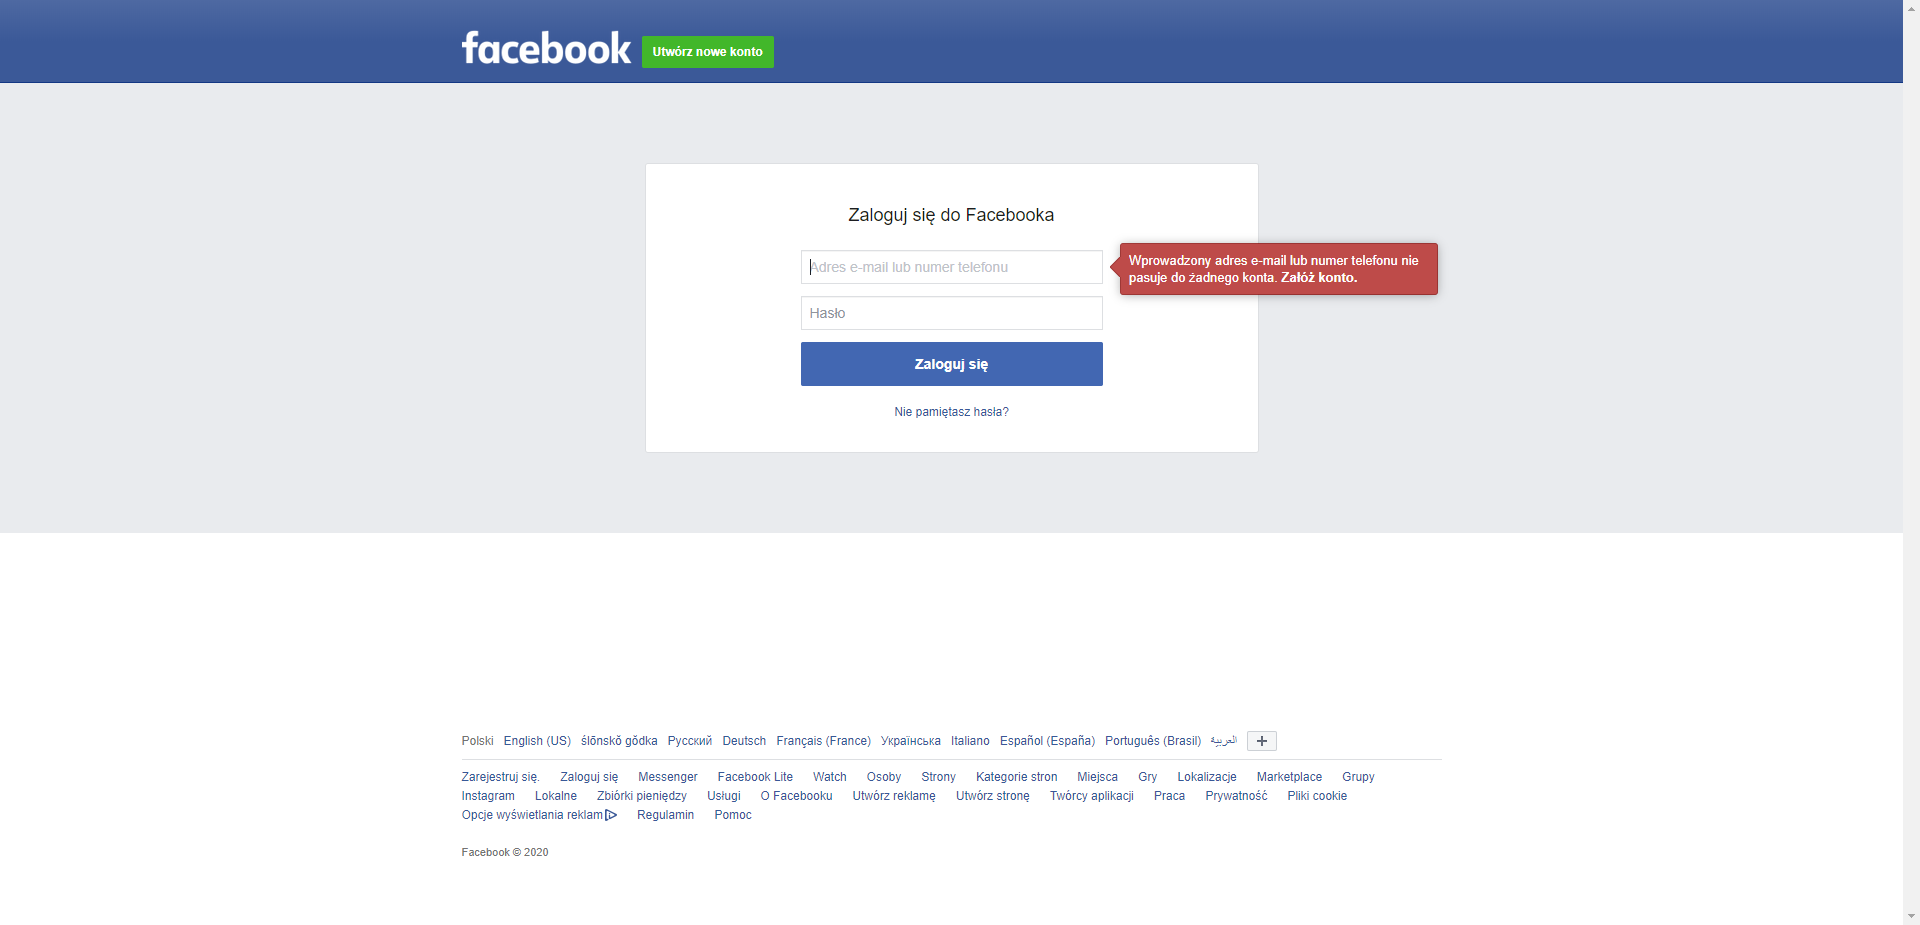 facebook
Utwórz nowe konto
Zaloguj się do Facebooka
Adres e-mail lub numer telefonu
Wprowadzony adres e-mail lub numer telefonu nie
pasuje do żadnego konta. Załóż konto.
Hasło
Zaloguj się
Nie pamiętasz hasła?
Polski English (US) ślōnskŏ gŏdka Русский Deutsch Français (France) Українська Italiano Español (España) Português (Brasil) العربية
Zarejestruj się. Zaloguj się Messenger Facebook Lite Watch Osoby Strony Kategorie stron Miejsca Gry Lokalizacje Marketplace Grupy
Instagram Lokalne Zbiórki pieniędzy Usługi O Facebooku Utwórz reklamę Utwórz stronę Twórcy aplikacji Praca Prywatność Pliki cookie
Opcje wyświetlania reklam Regulamin Pomoc
Facebook © 2020